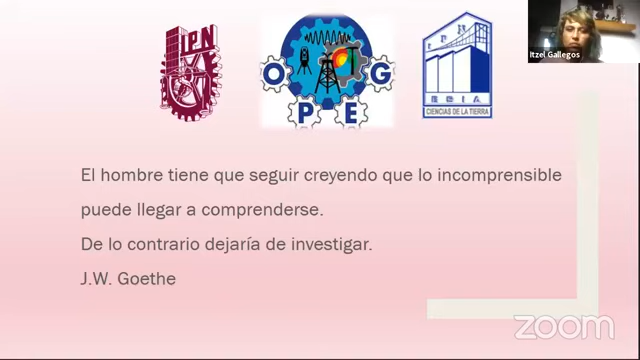 IPN
Itzel Gallegos
O G
P E
CIENCIAS DE LA TIERRA
El hombre tiene que seguir creyendo que lo incomprensible
puede llegar a comprenderse.
De lo contrario dejaría de investigar.
J.W. Goethe
zoom